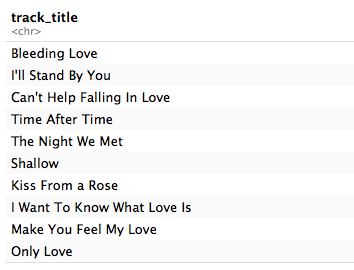 track_title
<chr>
Bleeding Love
I'll Stand By You
Can't Help Falling In Love
Time After Time
The Night We Met
Shallow
Kiss From a Rose
I Want To Know What Love Is
Make You Feel My Love
Only Love